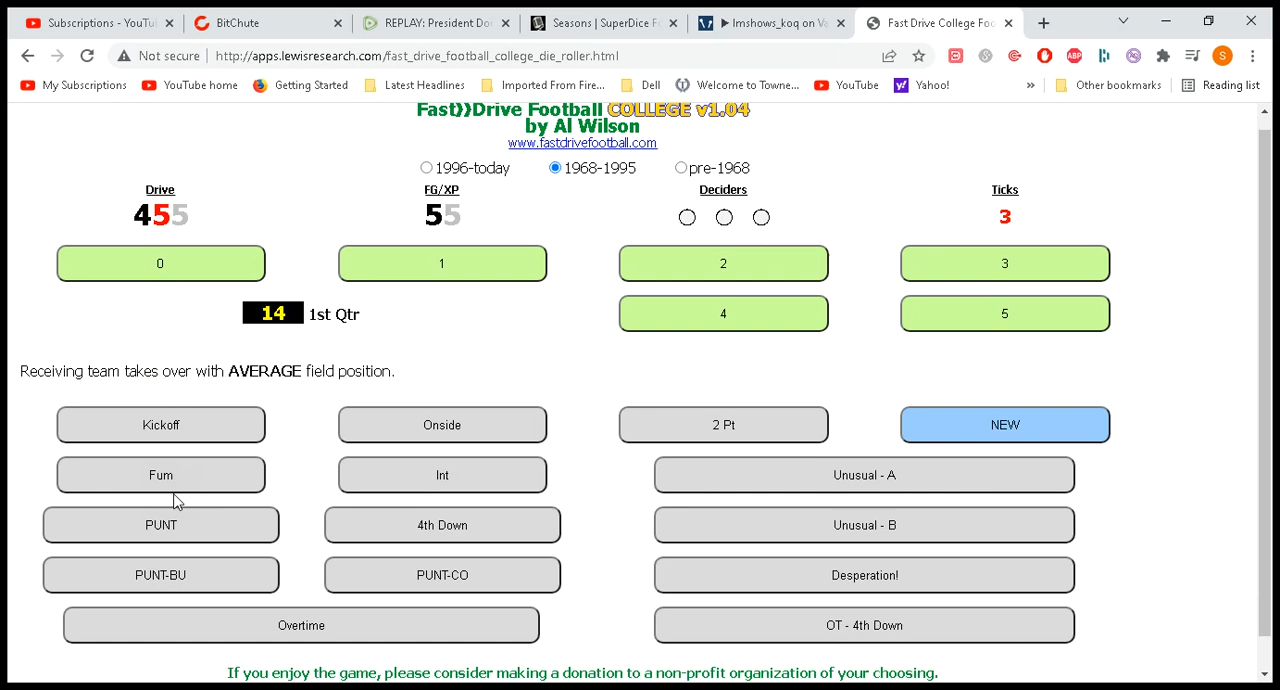 Subscriptions - YouTu
BitChute
REPLAY: President Do
Seasons | SuperDice F
lmshows_koq on Va
Fast Drive College Foo
Not secure
http://apps.lewisresearch.com/fast_drive_football_college_die_roller.html
ABP
S
My Subscriptions
YouTube home
Getting Started
Latest Headlines
Imported From Fire...
Dell
Welcome to Towne...
YouTube
Yahoo!
»
Other bookmarks
Reading list
Fast))Drive Football COLLEGE v1.04
by Al Wilson
www.fastdrivefootball.com
1996-today
1968-1995
pre-1968
Drive
FG/XP
Deciders
Ticks
455
55
3
0
1
2
3
14 1st Qtr
4
5
Receiving team takes over with AVERAGE field position.
Kickoff
Onside
2 Pt
NEW
Fum
Int
Unusual - A
PUNT
4th Down
Unusual - B
PUNT-BU
PUNT-CO
Desperation!
Overtime
OT - 4th Down
If you enjoy the game, please consider making a donation to a non-profit organization of your choosing.